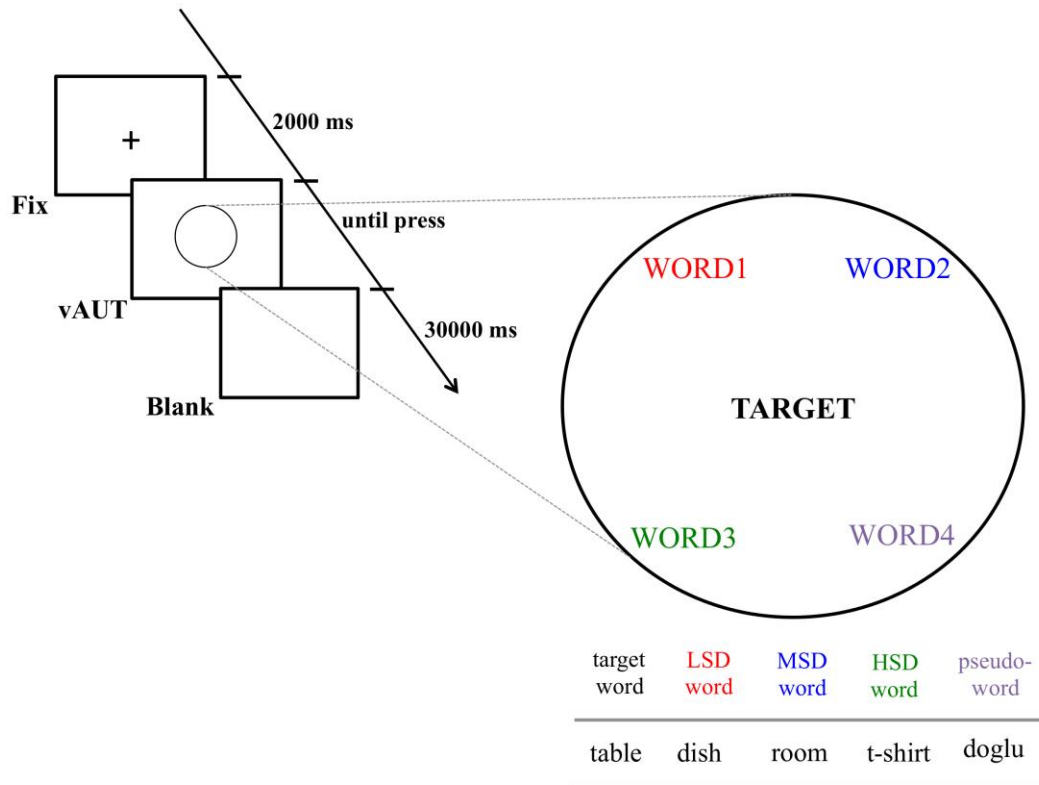 2000 ms
Fix
until press
vAUT
30000 ms
Blank
WORD1 WORD2
TARGET
WORD3 WORD4
target LSD MSD HSD pseudo-
word word word word word
table dish room t-shirt doglu